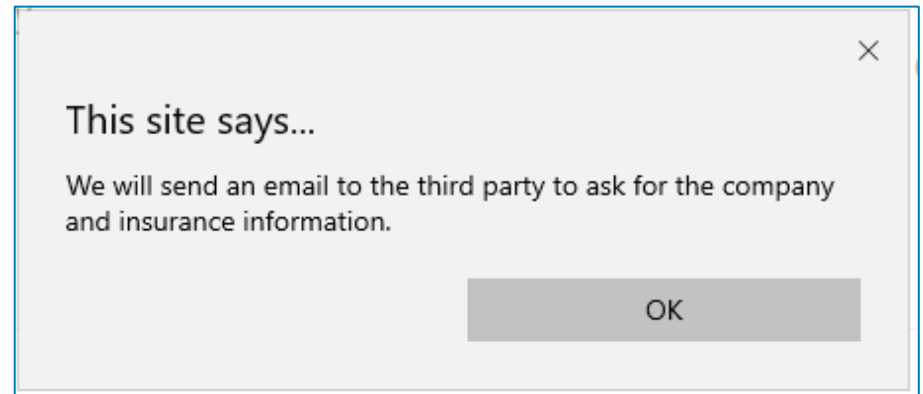 This site says...
We will send an email to the third party to ask for the company
and insurance information.
OK